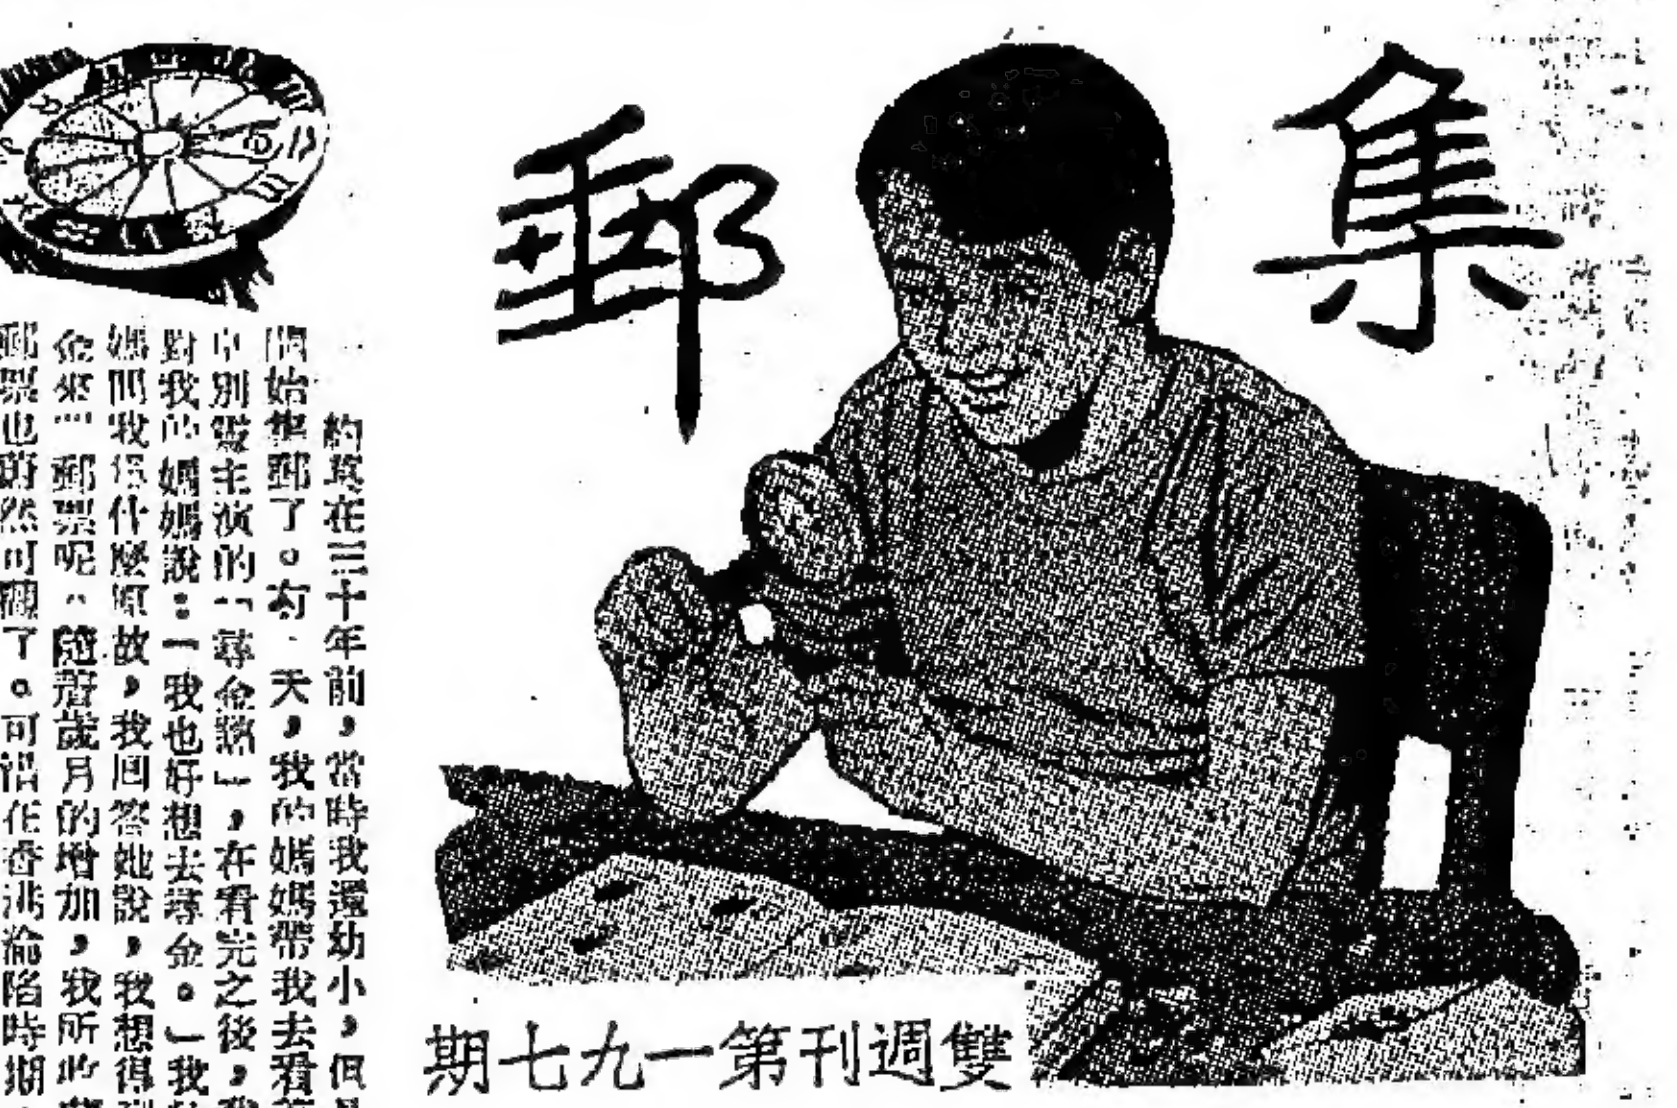 集郵
雙週刊第一九七期
約莫在三十年前，當時我還幼小，但
開始集郵了。有一天，我的媽媽帶我去看
別靈主演的「尋金熱」，在看完之後，我
對我的媽媽說：「我也好想去尋金。」我
媽問我爲什麼原故，我回答她說，我想得到
金來買郵票呢。隨着歲月的增加，我所收藏
郵票也蔚然可觀了。可惜在香港淪陷時期